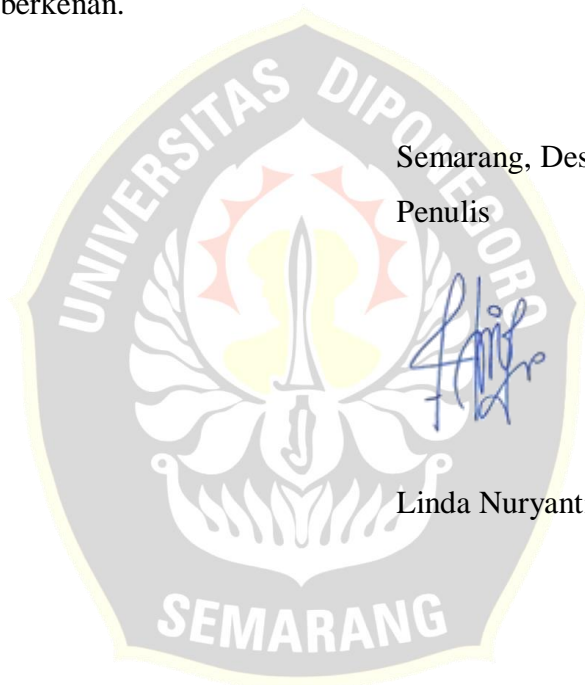 berkenan.
UNIVERSITAS DIPONEGORO
Semarang, Des
Penulis
Linda Nuryant
SEMARANG